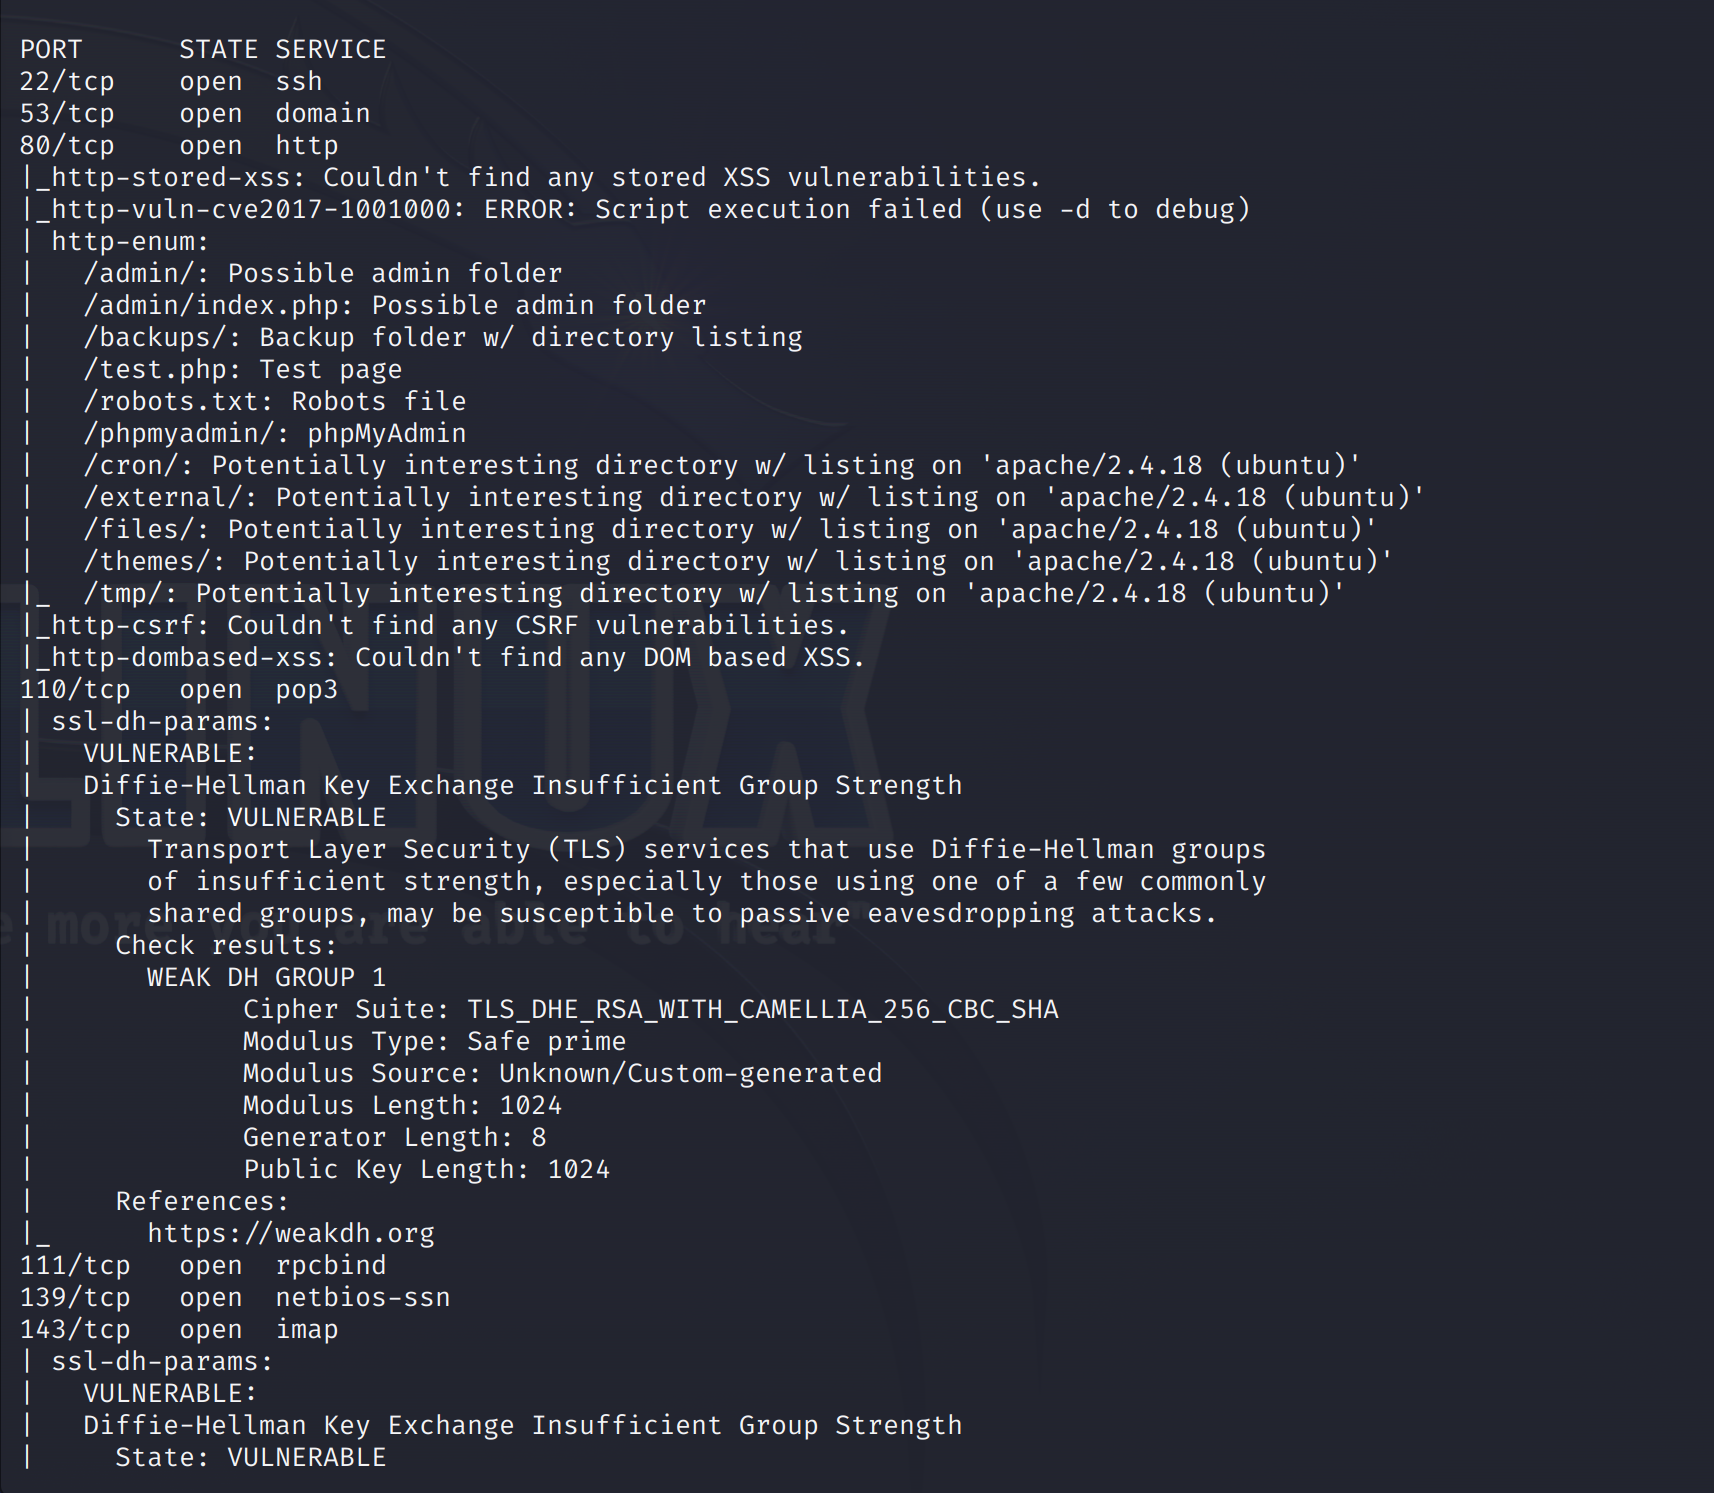 PORT      STATE SERVICE
22/tcp    open  ssh
53/tcp    open  domain
80/tcp    open  http
|_http-stored-xss: Couldn't find any stored XSS vulnerabilities.
|_http-vuln-cve2017-1001000: ERROR: Script execution failed (use -d to debug)
| http-enum:
|   /admin/: Possible admin folder
|   /admin/index.php: Possible admin folder
|   /backups/: Backup folder w/ directory listing
|   /test.php: Test page
|   /robots.txt: Robots file
|   /phpmyadmin/: phpMyAdmin
|   /cron/: Potentially interesting directory w/ listing on 'apache/2.4.18 (ubuntu)'
|   /external/: Potentially interesting directory w/ listing on 'apache/2.4.18 (ubuntu)'
|   /files/: Potentially interesting directory w/ listing on 'apache/2.4.18 (ubuntu)'
|   /themes/: Potentially interesting directory w/ listing on 'apache/2.4.18 (ubuntu)'
|_  /tmp/: Potentially interesting directory w/ listing on 'apache/2.4.18 (ubuntu)'
|_http-csrf: Couldn't find any CSRF vulnerabilities.
|_http-dombased-xss: Couldn't find any DOM based XSS.
110/tcp   open  pop3
| ssl-dh-params:
|   VULNERABLE:
|   Diffie-Hellman Key Exchange Insufficient Group Strength
|     State: VULNERABLE
|       Transport Layer Security (TLS) services that use Diffie-Hellman groups
|       of insufficient strength, especially those using one of a few commonly
|       shared groups, may be susceptible to passive eavesdropping attacks.
|     Check results:
|       WEAK DH GROUP 1
|             Cipher Suite: TLS_DHE_RSA_WITH_CAMELLIA_256_CBC_SHA
|             Modulus Type: Safe prime
|             Modulus Source: Unknown/Custom-generated
|             Modulus Length: 1024
|             Generator Length: 8
|             Public Key Length: 1024
|     References:
|_      https://weakdh.org
111/tcp   open  rpcbind
139/tcp   open  netbios-ssn
143/tcp   open  imap
| ssl-dh-params:
|   VULNERABLE:
|   Diffie-Hellman Key Exchange Insufficient Group Strength
|     State: VULNERABLE
LINUX
more you are able to hear"